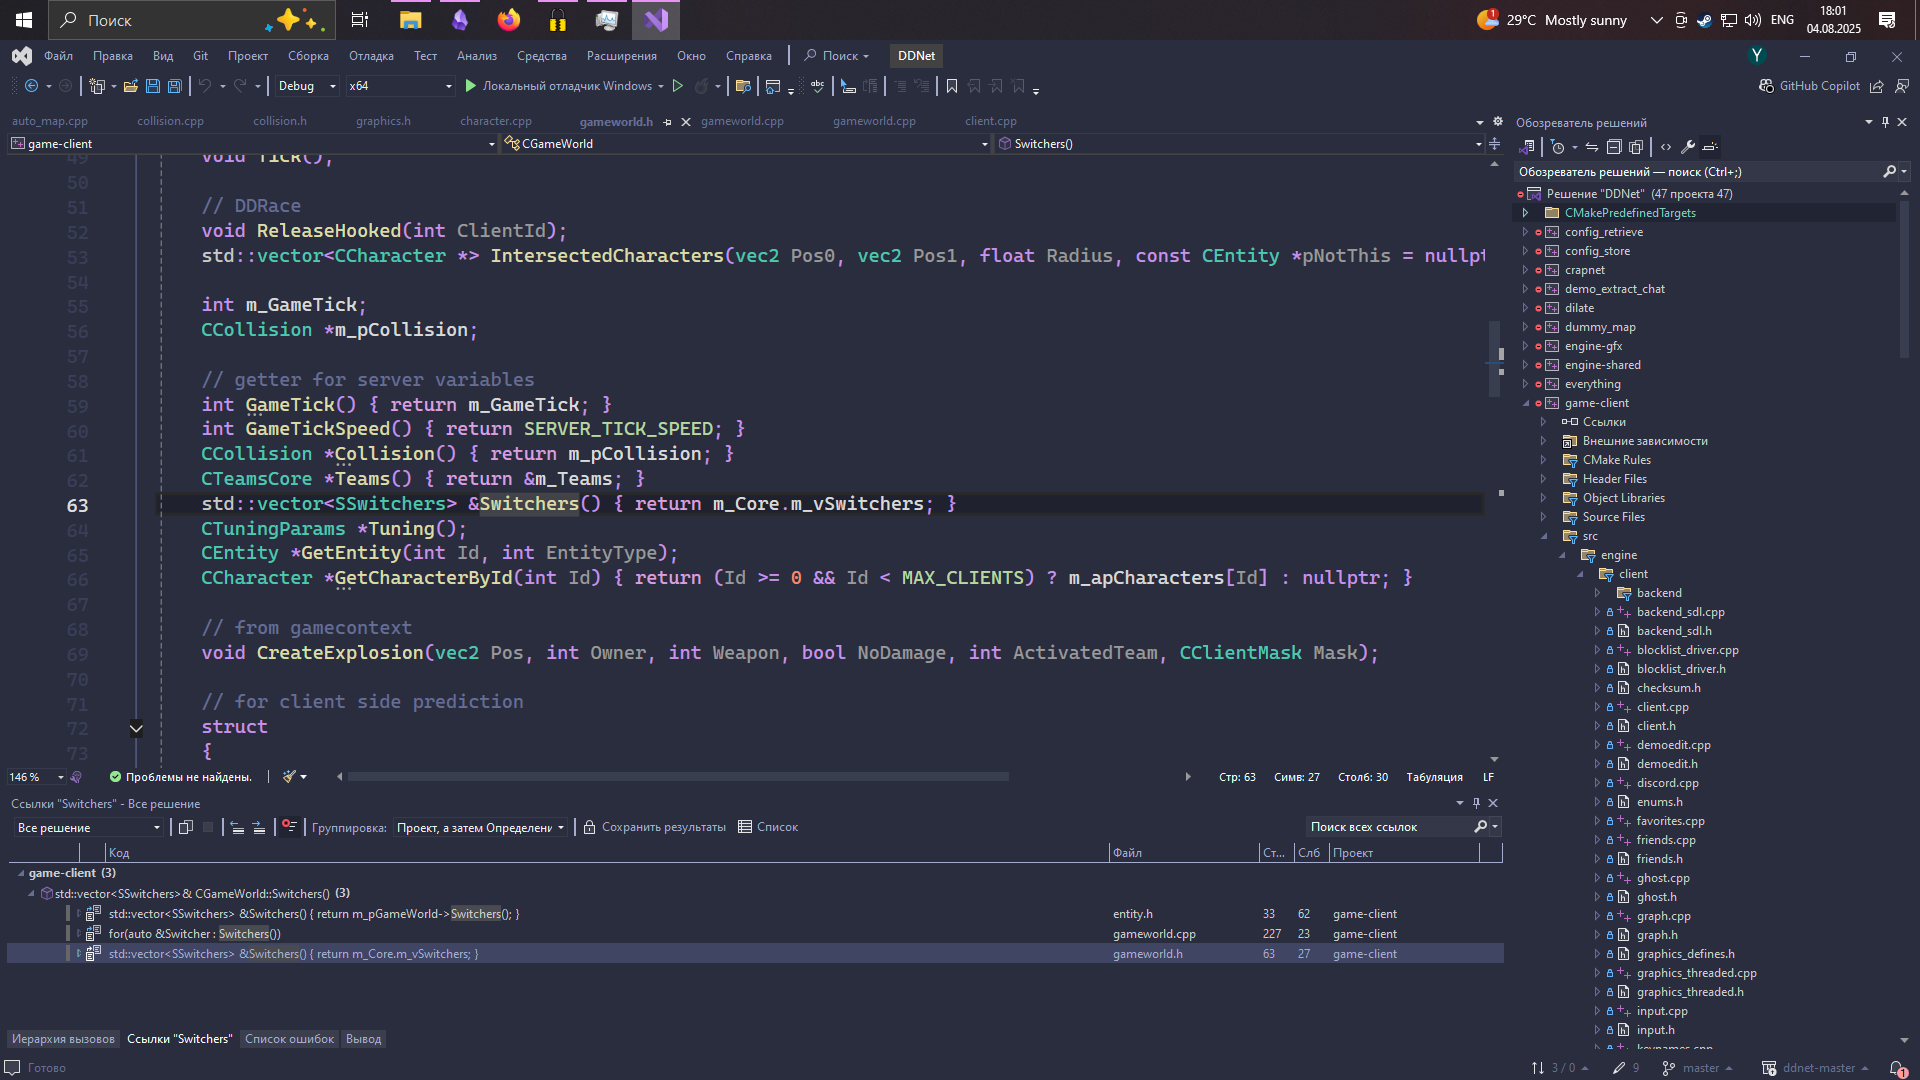 Поиск
29°C Mostly sunny
ENG
18:01
04.08.2025
Файл Правка Вид Git Проект Сборка Отладка Тест Анализ Средства Расширения Окно Справка Поиск DDNet
Y
Debug x64 Локальный отладчик Windows GitHub Copilot
auto_map.cpp collision.cpp collision.h graphics.h character.cpp gameworld.h gameworld.cpp gameworld.cpp client.cpp
game-client CGameWorld Switchers()
49 void Tick();
50
51 // DDRace
52 void ReleaseHooked(int ClientId);
53 std::vector<CCharacter *> IntersectedCharacters(vec2 Pos0, vec2 Pos1, float Radius, const CEntity *pNotThis = nullpt
54
55 int m_GameTick;
56 CCollision *m_pCollision;
57
58 // getter for server variables
59 int GameTick() { return m_GameTick; }
60 int GameTickSpeed() { return SERVER_TICK_SPEED; }
61 CCollision *Collision() { return m_pCollision; }
62 CTeamsCore *Teams() { return &m_Teams; }
63 std::vector<SSwitchers> &Switchers() { return m_Core.m_vSwitchers; }
64 CTuningParams *Tuning();
65 CEntity *GetEntity(int Id, int EntityType);
66 CCharacter *GetCharacterById(int Id) { return (Id >= 0 && Id < MAX_CLIENTS) ? m_apCharacters[Id] : nullptr; }
67
68 // from gamecontext
69 void CreateExplosion(vec2 Pos, int Owner, int Weapon, bool NoDamage, int ActivatedTeam, CClientMask Mask);
70
71 // for client side prediction
72 struct
73 {
146 % Проблемы не найдены. Стр: 63 Симв: 27 Столб: 30 Табуляция LF
Ссылки "Switchers" - Все решение
Все решение Группировка: Проект, а затем Определени Сохранить результаты Список Поиск всех ссылок
Код Файл Ст... Слб Проект
game-client (3)
std::vector<SSwitchers>& CGameWorld::Switchers() (3)
std::vector<SSwitchers> &Switchers() { return m_pGameWorld->Switchers(); } entity.h 33 62 game-client
for(auto &Switcher : Switchers()) gameworld.cpp 227 23 game-client
std::vector<SSwitchers> &Switchers() { return m_Core.m_vSwitchers; } gameworld.h 63 27 game-client
Иерархия вызовов Ссылки "Switchers" Список ошибок Вывод
Готово 3 / 0 9 master ddnet-master 1
Обозреватель решений
Обозреватель решений — поиск (Ctrl+;)
Решение "DDNet" (47 проекта 47)
CMakePredefinedTargets
config_retrieve
config_store
crapnet
demo_extract_chat
dilate
dummy_map
engine-gfx
engine-shared
everything
game-client
Ссылки
Внешние зависимости
CMake Rules
Header Files
Object Libraries
Source Files
src
engine
client
backend
backend_sdl.cpp
backend_sdl.h
blocklist_driver.cpp
blocklist_driver.h
checksum.h
client.cpp
client.h
demoedit.cpp
demoedit.h
discord.cpp
enums.h
favorites.cpp
friends.cpp
friends.h
ghost.cpp
ghost.h
graph.cpp
graph.h
graphics_defines.h
graphics_threaded.cpp
graphics_threaded.h
input.cpp
input.h
keynames.cpp